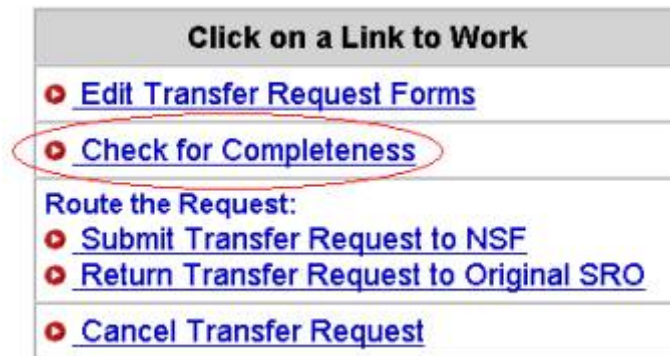 Click on a Link to Work
Edit Transfer Request Forms
Check for Completeness
Route the Request:
Submit Transfer Request to NSF
Return Transfer Request to Original SRO
Cancel Transfer Request